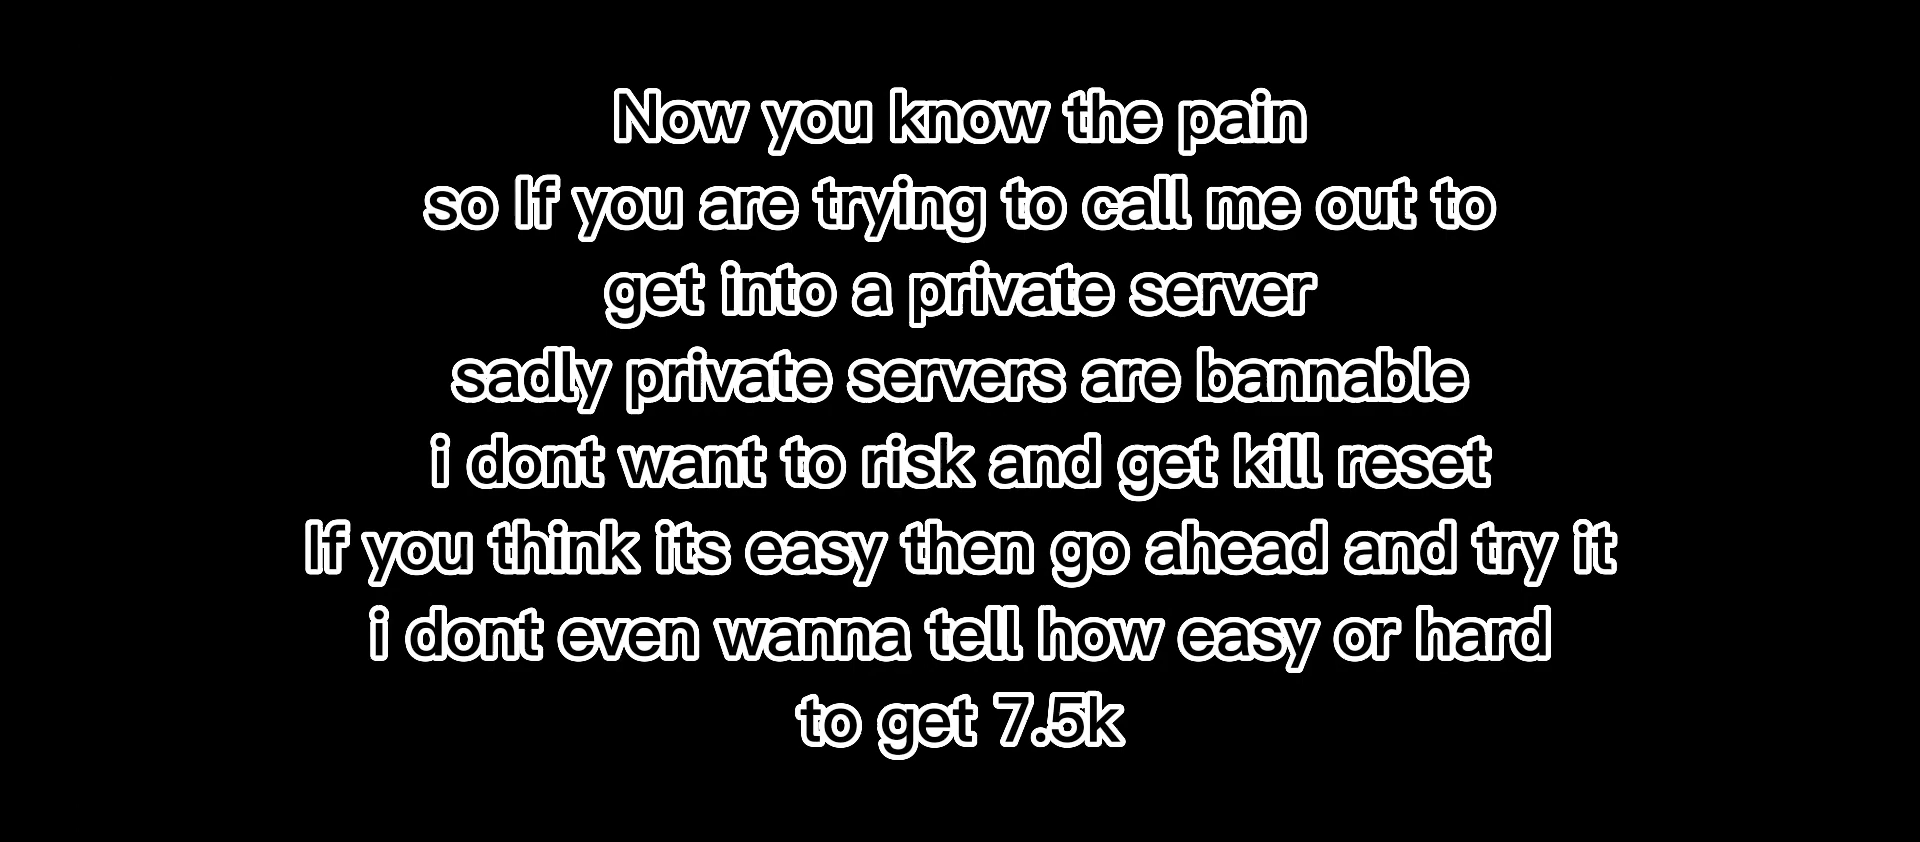 Now you know the pain
so If you are trying to call me out to
get into a private server
sadly private servers are bannable
i dont want to risk and get kill reset
If you think its easy then go ahead and try it
i dont even wanna tell how easy or hard
to get 7.5k